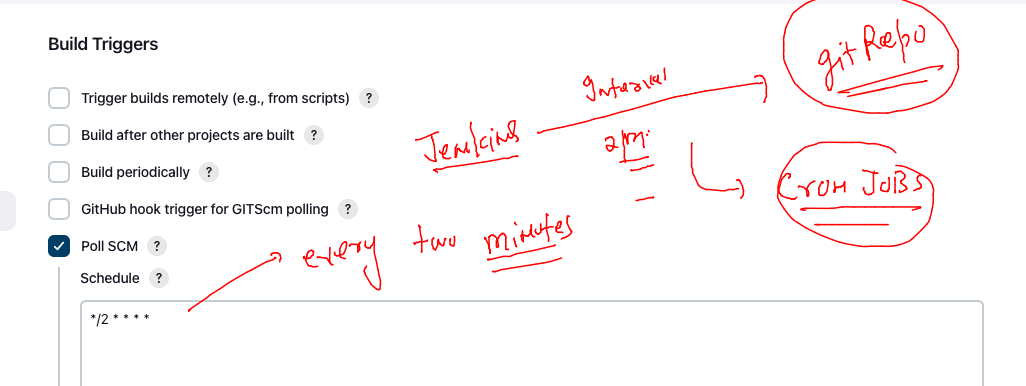 Build Triggers
Trigger builds remotely (e.g., from scripts) ?
Build after other projects are built ?
Build periodically ?
GitHub hook trigger for GITScm polling ?
Poll SCM ?
Schedule ?
*/2 * * * *
Jenkins
Interval
2m.
git Repo
Cron JOBS
every two minutes